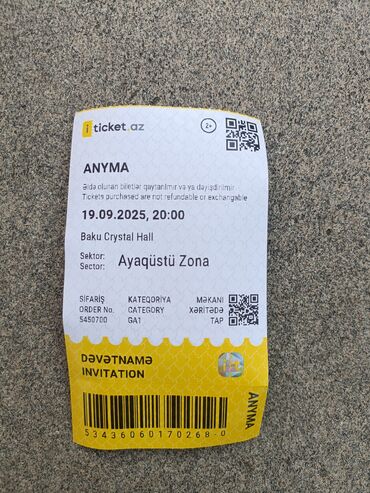 iticket.az
2+
ANYMA
Əldə olunan biletlər qaytarılmır və ya dəyişdirilmir
Tickets purchased are not refundable or exchangable
19.09.2025, 20:00
Baku Crystal Hall
Sektor:
Sector:
Ayaqüstü Zona
SİFARİŞ KATEQORİYA MƏKANI
ORDER No. CATEGORY XƏRİTƏDƏ
5450700 GA1 TAP
DƏVƏTNAMƏ
INVITATION
53436060170268-0
ANYMA